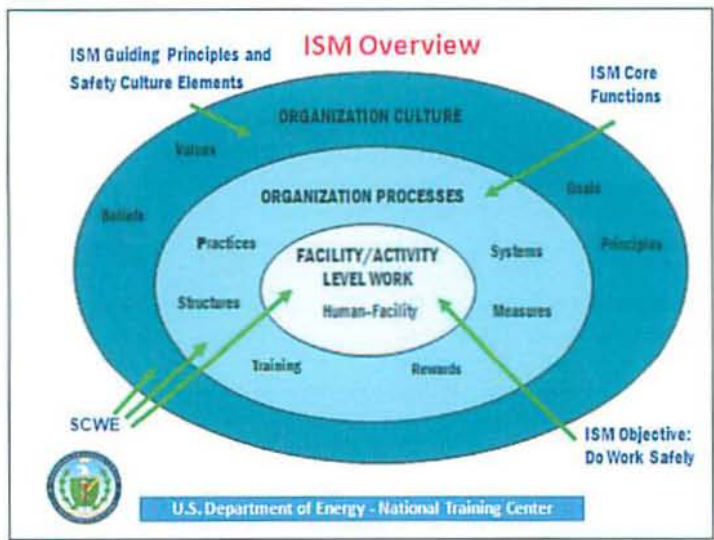 ISM Overview
ISM Guiding Principles and
Safety Culture Elements
ISM Core
Functions
ORGANIZATION CULTURE
Values
Beliefs
Goals
Principles
ORGANIZATION PROCESSES
Practices
Structures
Training
Systems
Measures
Rewards
FACILITY/ACTIVITY
LEVEL WORK
Human-Facility
SCWE
ISM Objective:
Do Work Safely
U.S. Department of Energy - National Training Center